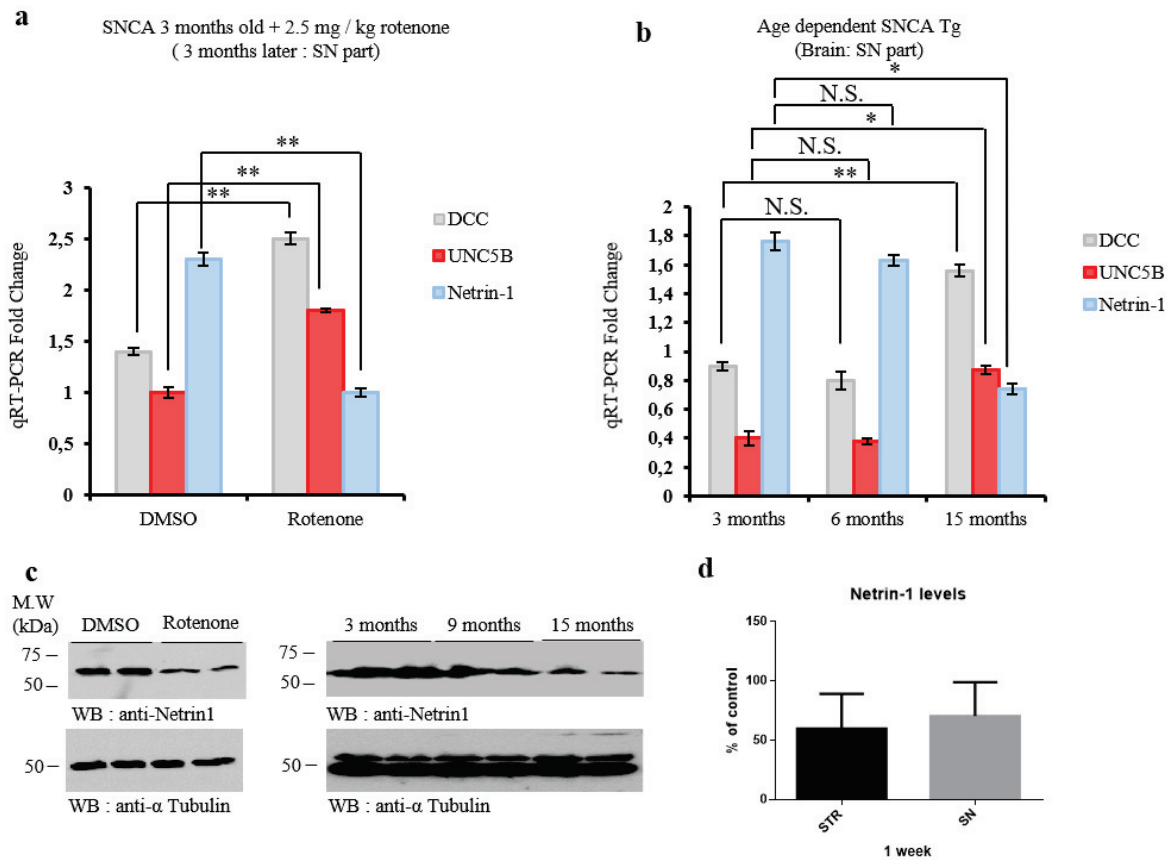 a
SNCA 3 months old + 2.5 mg / kg rotenone
( 3 months later : SN part)
**
**
**
qRT-PCR Fold Change
3
2,5
2
1,5
1
0,5
0
DMSO Rotenone
DCC
UNC5B
Netrin-1
b
Age dependent SNCA Tg
(Brain: SN part)
*
N.S.
*
N.S.
**
N.S.
qRT-PCR Fold Change
2
1,8
1,6
1,4
1,2
1
0,8
0,6
0,4
0,2
0
3 months 6 months 15 months
DCC
UNC5B
Netrin-1
c
M.W
(kDa)
DMSO Rotenone
75
50
WB : anti-Netrin1
50
WB : anti-α Tubulin
3 months 9 months 15 months
75
50
WB : anti-Netrin1
50
WB : anti-α Tubulin
d
Netrin-1 levels
% of control
150
100
50
0
STR SN
1 week